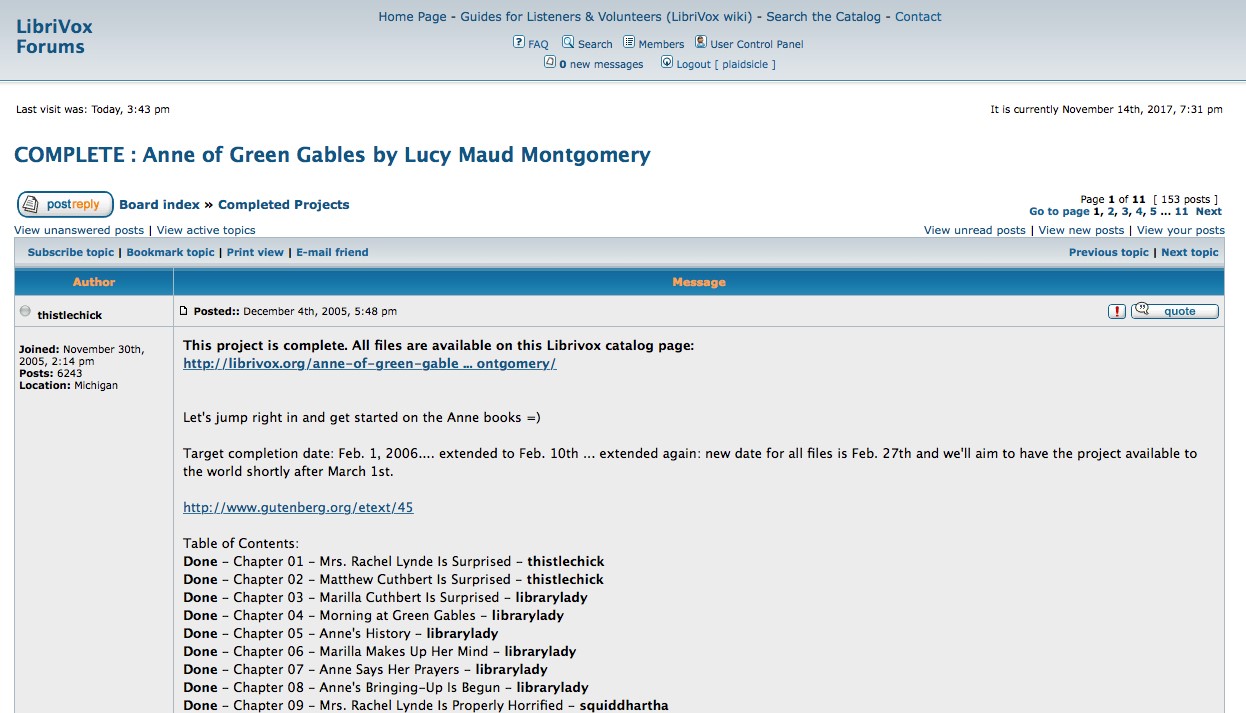 LibriVox
Forums
Home Page - Guides for Listeners & Volunteers (LibriVox wiki) - Search the Catalog - Contact
FAQ Search Members User Control Panel
0 new messages Logout [ plaidsicle ]
Last visit was: Today, 3:43 pm
It is currently November 14th, 2017, 7:31 pm
COMPLETE : Anne of Green Gables by Lucy Maud Montgomery
postreply Board index » Completed Projects
Page 1 of 11 [ 153 posts ]
Go to page 1, 2, 3, 4, 5 ... 11 Next
View unanswered posts | View active topics
View unread posts | View new posts | View your posts
Subscribe topic | Bookmark topic | Print view | E-mail friend
Previous topic | Next topic
Author Message
thistlechick
Posted:: December 4th, 2005, 5:48 pm
! quote
Joined: November 30th,
2005, 2:14 pm
Posts: 6243
Location: Michigan
This project is complete. All files are available on this Librivox catalog page:
http://librivox.org/anne-of-green-gable ... ontgomery/
Let's jump right in and get started on the Anne books =)
Target completion date: Feb. 1, 2006.... extended to Feb. 10th ... extended again: new date for all files is Feb. 27th and we'll aim to have the project available to
the world shortly after March 1st.
http://www.gutenberg.org/etext/45
Table of Contents:
Done - Chapter 01 - Mrs. Rachel Lynde Is Surprised - thistlechick
Done - Chapter 02 - Matthew Cuthbert Is Surprised - thistlechick
Done - Chapter 03 - Marilla Cuthbert Is Surprised - librarylady
Done - Chapter 04 - Morning at Green Gables - librarylady
Done - Chapter 05 - Anne's History - librarylady
Done - Chapter 06 - Marilla Makes Up Her Mind - librarylady
Done - Chapter 07 - Anne Says Her Prayers - librarylady
Done - Chapter 08 - Anne's Bringing-Up Is Begun - librarylady
Done - Chapter 09 - Mrs. Rachel Lynde Is Properly Horrified - squiddhartha